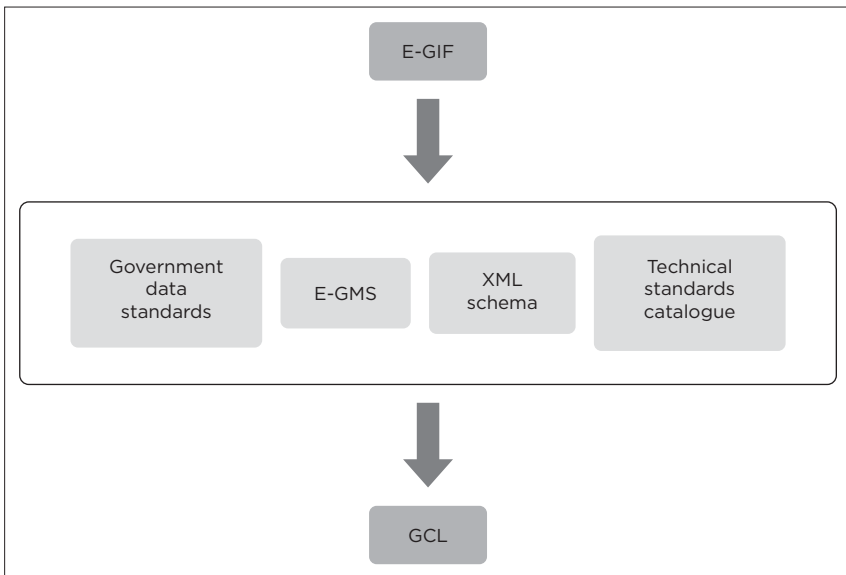 E-GIF
Government
data
standards
E-GMS
XML
schema
Technical
standards
catalogue
GCL